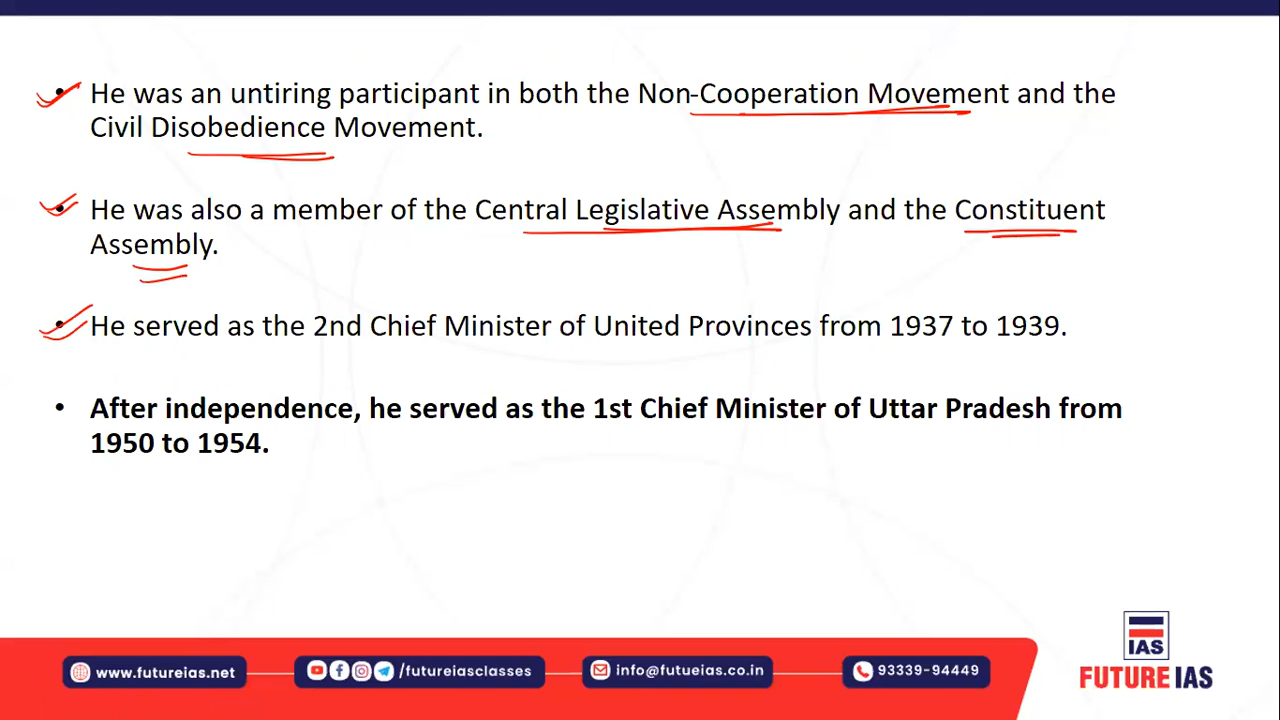 • He was an untiring participant in both the Non-Cooperation Movement and the
Civil Disobedience Movement.
• He was also a member of the Central Legislative Assembly and the Constituent
Assembly.
• He served as the 2nd Chief Minister of United Provinces from 1937 to 1939.
• After independence, he served as the 1st Chief Minister of Uttar Pradesh from
1950 to 1954.
IAS
FUTURE IAS
www.futureias.net
/futureiasclasses
info@futueias.co.in
93339-94449